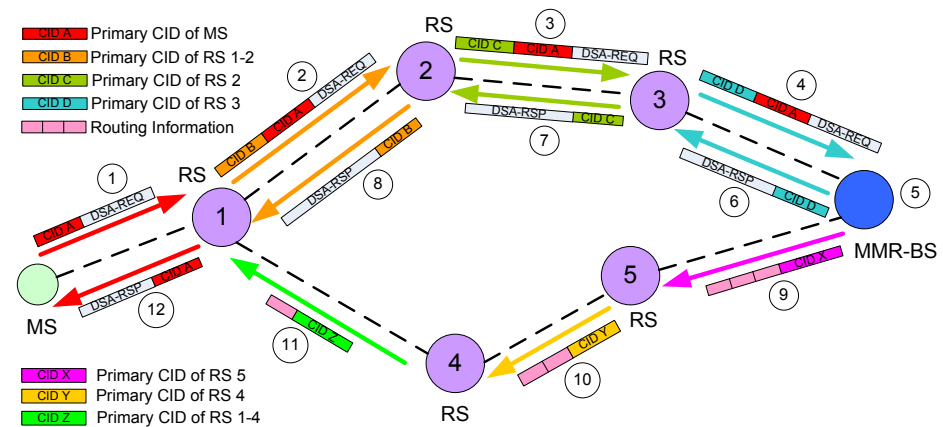 CID A Primary CID of MS
CID B Primary CID of RS 1-2
CID C Primary CID of RS 2
CID D Primary CID of RS 3
Routing Information
RS
3
CID C CID A DSA-REQ
RS
2
CID B CID A DSA-REQ
2
3
4
CID D CID A DSA-REQ
DSA-RSP CID C
7
DSA-RSP CID B
8
DSA-RSP CID D
6
1
CID A DSA-REQ
RS
1
5
MMR-BS
DSA-RSP CID A
12
MS
5
RS
CID X
9
CID Z
11
4
RS
CID Y
10
CID X Primary CID of RS 5
CID Y Primary CID of RS 4
CID Z Primary CID of RS 1-4